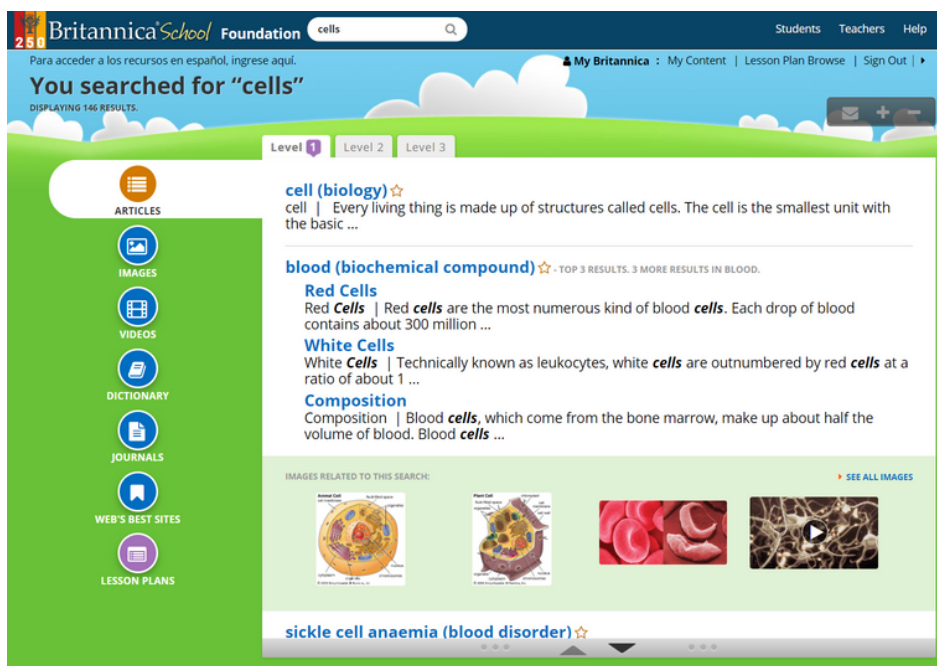 250
Britannica School Foundation
cells
Students Teachers Help
Para acceder a los recursos en español, ingrese aquí.
My Britannica : My Content | Lesson Plan Browse | Sign Out |
You searched for “cells”
DISPLAYING 146 RESULTS.
Level 1 Level 2 Level 3
ARTICLES
IMAGES
VIDEOS
DICTIONARY
JOURNALS
WEB'S BEST SITES
LESSON PLANS
cell (biology)
cell | Every living thing is made up of structures called cells. The cell is the smallest unit with
the basic ...
blood (biochemical compound) - TOP 3 RESULTS. 3 MORE RESULTS IN BLOOD.
Red Cells
Red Cells | Red cells are the most numerous kind of blood cells. Each drop of blood
contains about 300 million ...
White Cells
White Cells | Technically known as leukocytes, white cells are outnumbered by red cells at a
ratio of about 1 ...
Composition
Composition | Blood cells, which come from the bone marrow, make up about half the
volume of blood. Blood cells ...
IMAGES RELATED TO THIS SEARCH:
SEE ALL IMAGES
Animal Cell
Plant Cell
sickle cell anaemia (blood disorder)